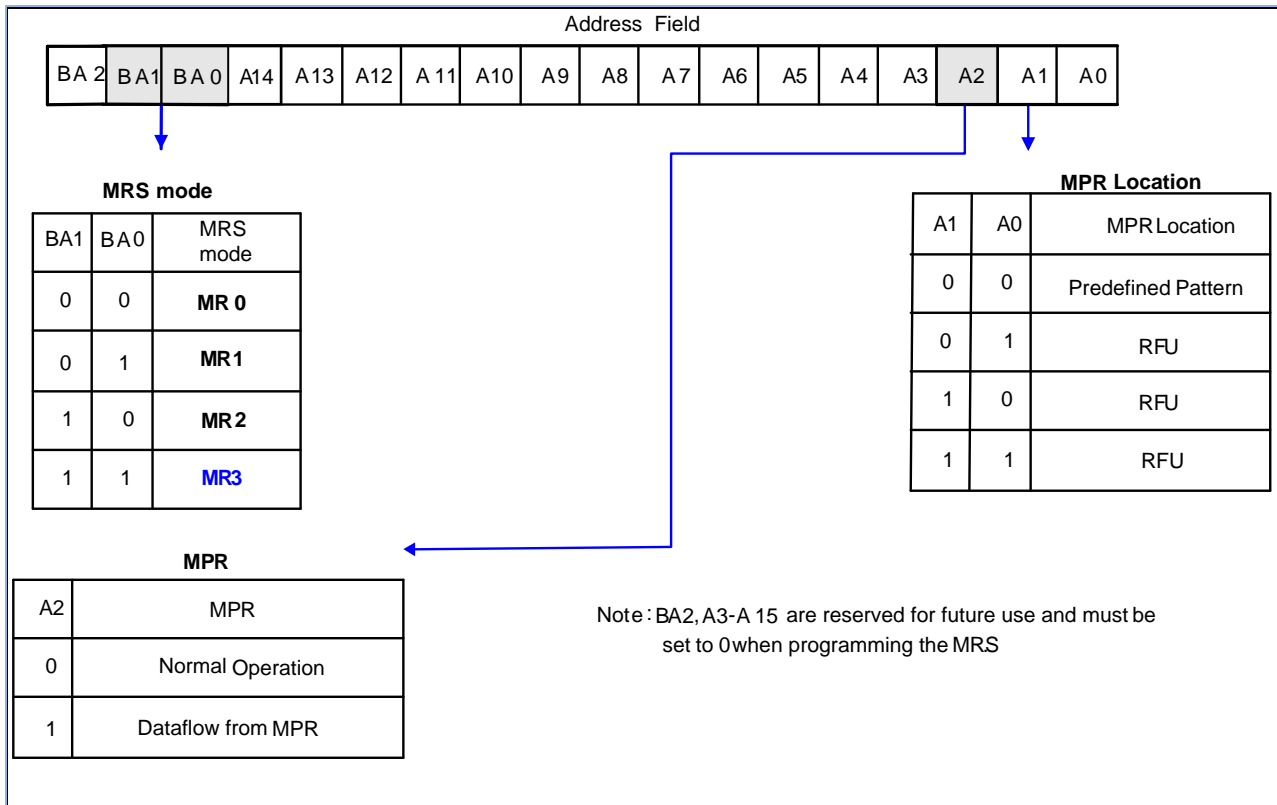 Address Field
BA 2 BA1 BA 0 A14 A13 A12 A 11 A10 A9 A8 A7 A6 A5 A4 A3 A2 A1 A0
MRS mode
BA1 BA0 MRS mode
0 0 MR 0
0 1 MR1
1 0 MR 2
1 1 MR3
MPR Location
A1 A0 MPR Location
0 0 Predefined Pattern
0 1 RFU
1 0 RFU
1 1 RFU
MPR
A2 MPR
0 Normal Operation
1 Dataflow from MPR
Note : BA2, A3-A 15 are reserved for future use and must be
set to 0 when programming the MRS